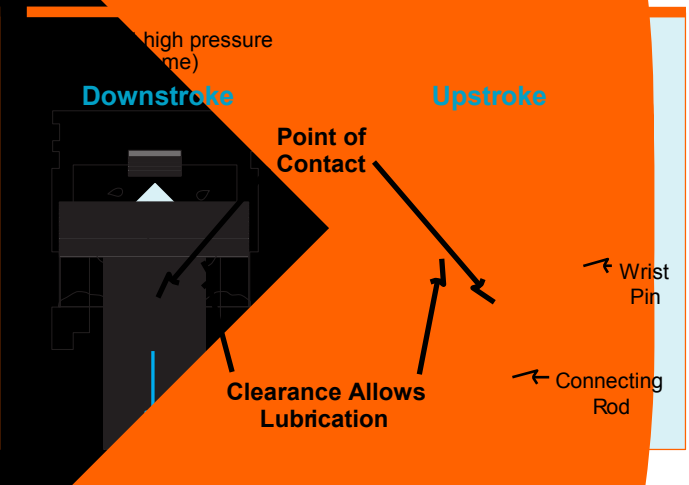 high pressure
Downstroke
Upstroke
Point of
Contact
Wrist
Pin
Connecting
Rod
Clearance Allows
Lubrication